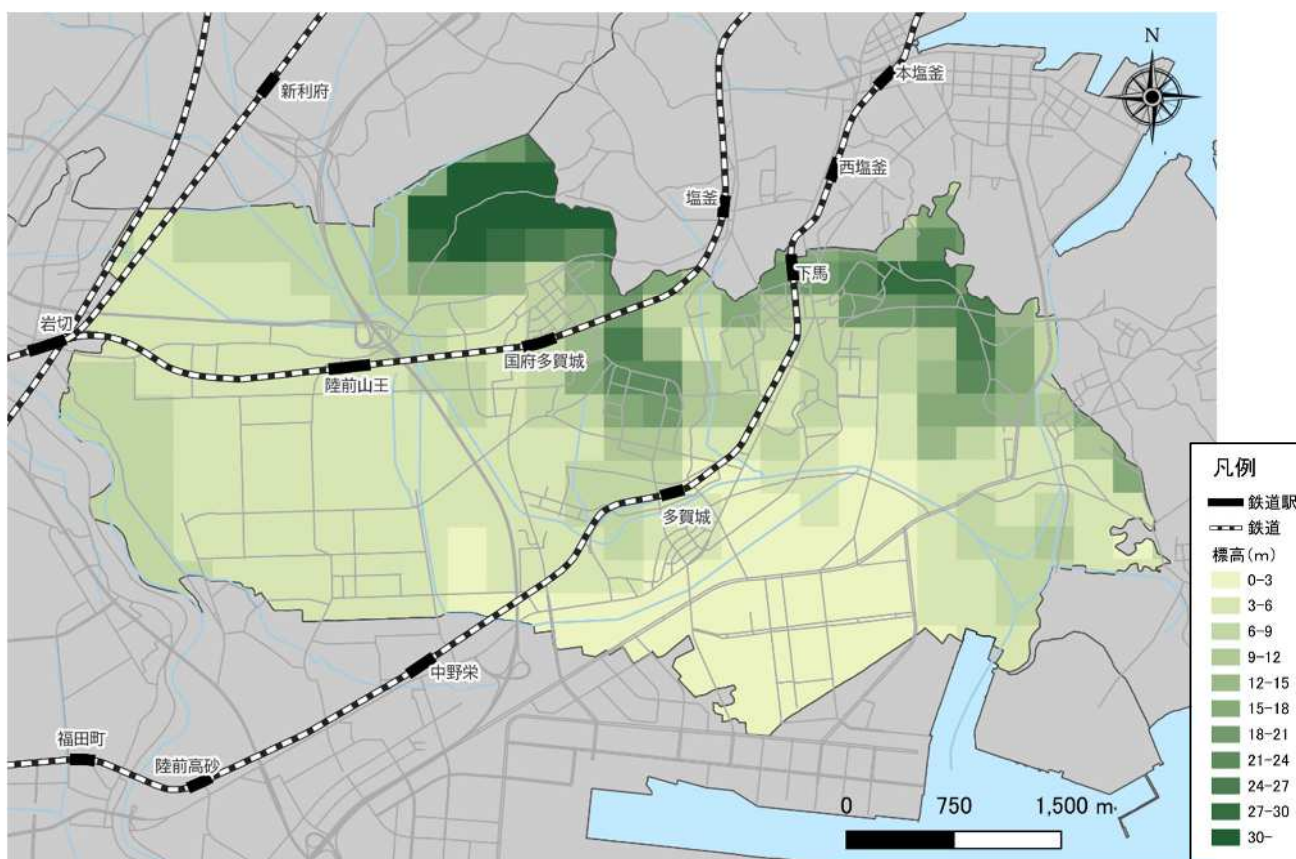 N
本塩釜
新利府
西塩釜
塩釜
下馬
岩切
国府多賀城
陸前山王
多賀城
中野栄
福田町
陸前高砂
0 750 1,500 m
凡例
鉄道駅
鉄道
標高(m)
0-3
3-6
6-9
9-12
12-15
15-18
18-21
21-24
24-27
27-30
30-